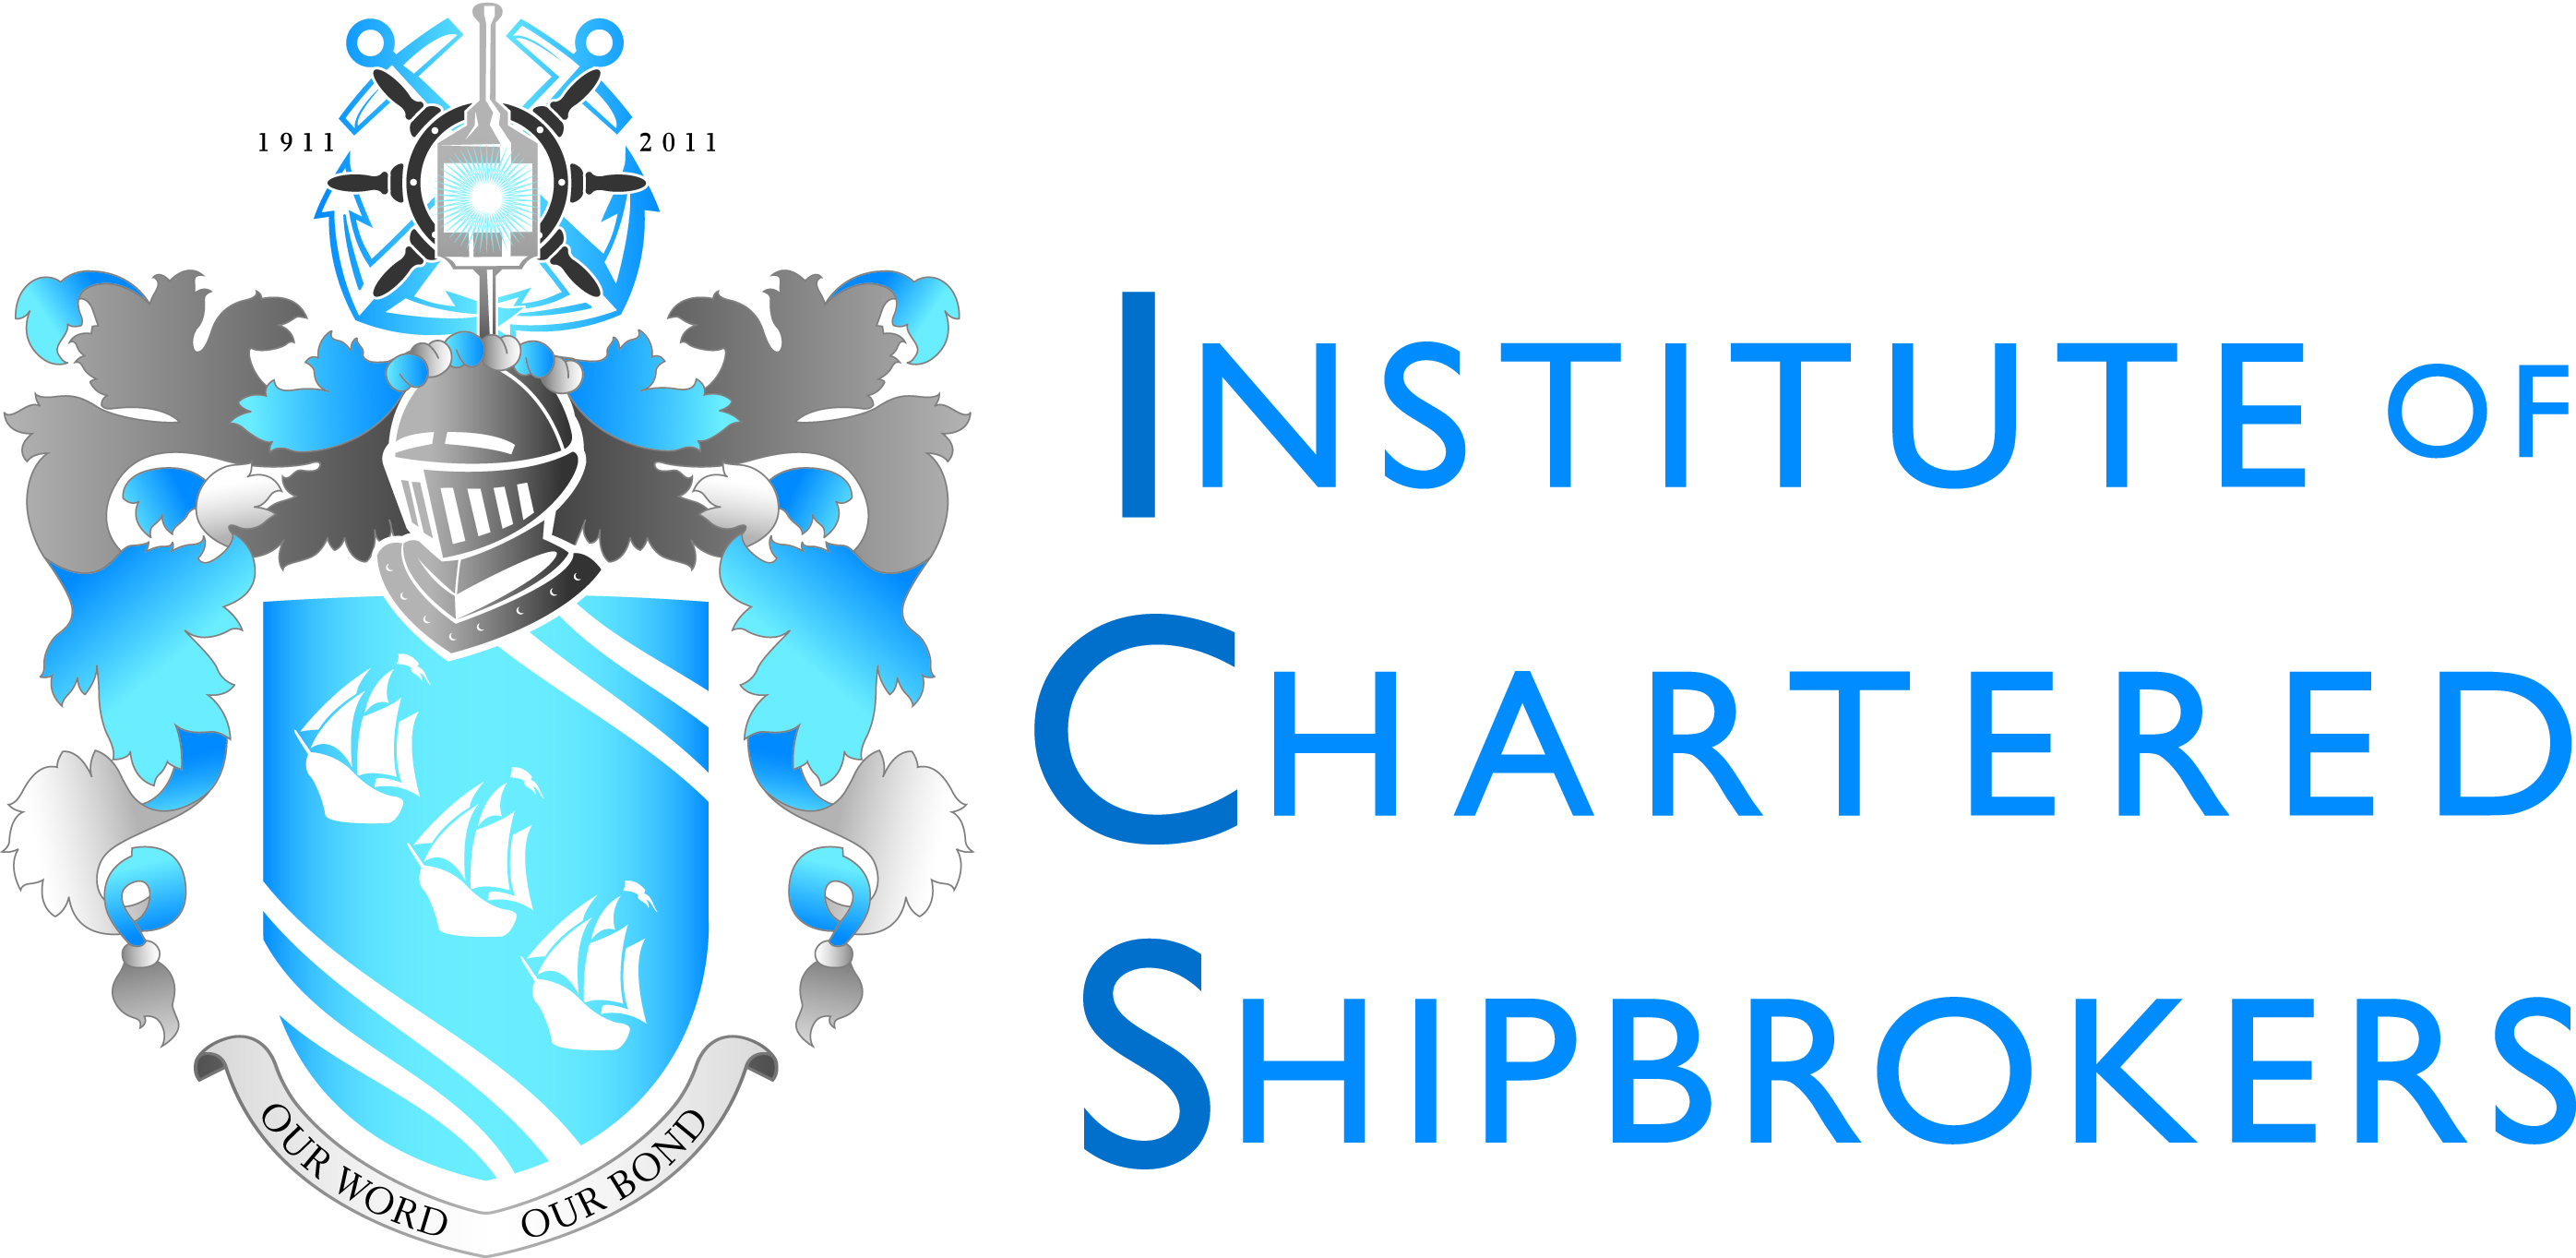 1911 2011
INSTITUTE OF
CHARTERED
SHIPBROKERS
OUR WORD OUR BOND